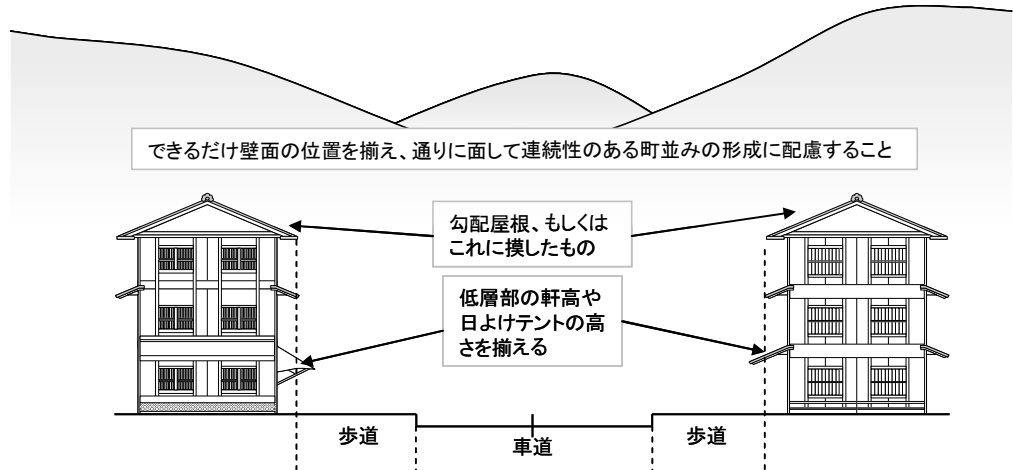 できるだけ壁面の位置を揃え、通りに面して連続性のある町並みの形成に配慮すること
勾配屋根、もしくは
これに摸したもの
低層部の軒高や
日よけテントの高
さを揃える
歩道
車道
歩道